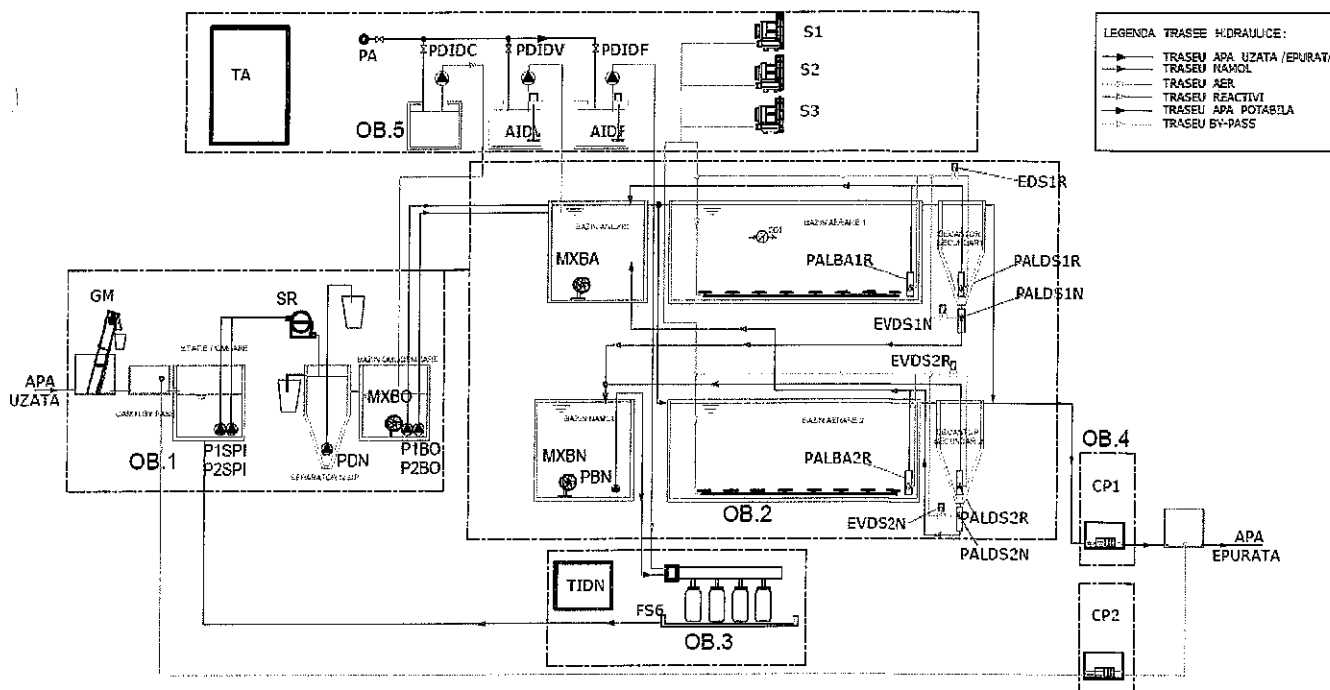 LEGENDA TRASEE HIDRAULICE:
TRASEU APA UZATA/EPURATA
TRASEU NAMOL
TRASEU AER
TRASEU REACTIVI
TRASEU APA POTABILA
TRASEU BY-PASS
TA
PA
PDIDC
PDIDV
PDIDF
OB.5
AIDV
AIDF
S1
S2
S3
EDS1R
BAZIN ANOXIC
MXBA
BAZIN AERARE 1
PALBA1R
DECANTOR
SECUNDAR 1
PALDS1R
PALDS1N
EVDS1N
EVDS2R
GM
SR
STATIE POMPARE
BAZIN OMOGENIZARE
APA
UZATA
CAMIN BY-PASS
OB.1
P1SPI
P2SPI
PDN
MXBO
P1BO
P2BO
BAZIN NAMOL
MXBN
PBN
BAZIN AERARE 2
PALBA2R
DECANTOR
SECUNDAR 2
OB.2
EVDS2N
PALDS2R
PALDS2N
OB.4
CP1
APA
EPURATA
CP2
TIDN
FS6
OB.3